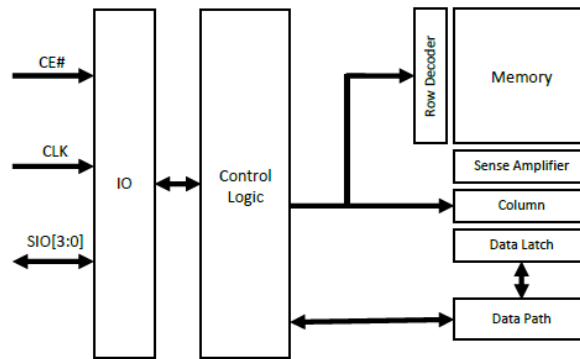 CE#
CLK
SIO[3:0]
IO
Control
Logic
Row Decoder
Memory
Sense Amplifier
Column
Data Latch
Data Path